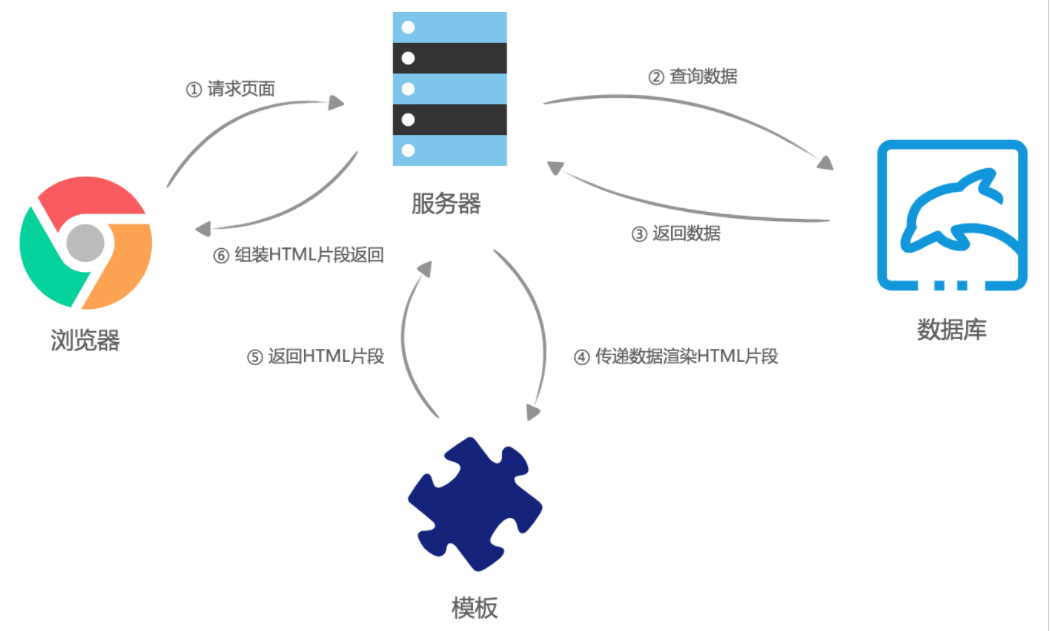 ① 请求页面
② 查询数据
服务器
③ 返回数据
⑥ 组装HTML片段返回
浏览器
数据库
⑤ 返回HTML片段
④ 传递数据渲染HTML片段
模板